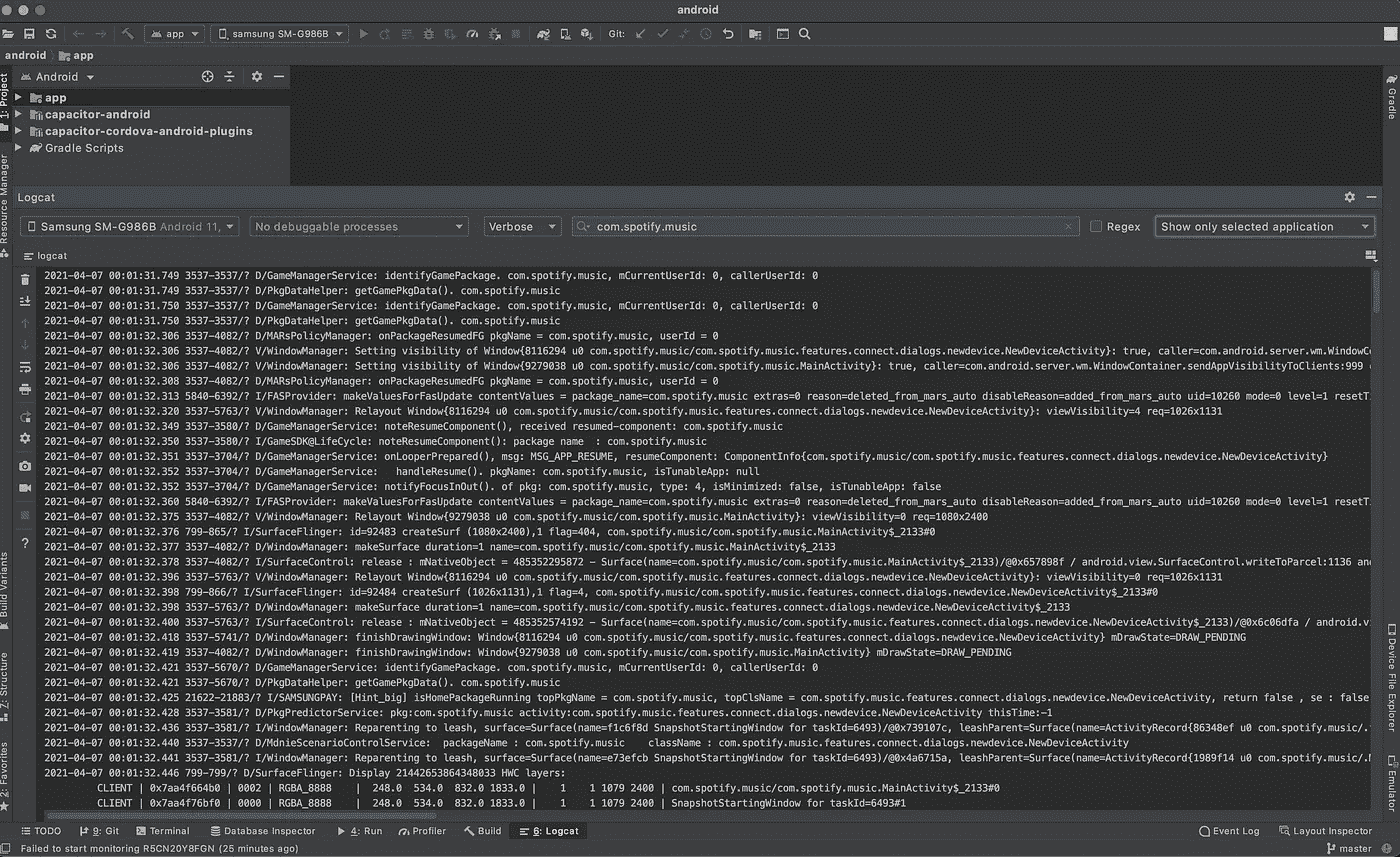 android
app
samsung SM-G986B
Git:
android
app
Android
app
capacitor-android
capacitor-cordova-android-plugins
Gradle Scripts
1: Project
Resource Manager
Build Variants
7: Structure
2: Favorites
Gradle
Device File Explorer
Emulator
Logcat
Samsung SM-G986B Android 11,
No debuggable processes
Verbose
com.spotify.music
Regex
Show only selected application
logcat
2021-04-07 00:01:31.749 3537-3537/? D/GameManagerService: identifyGamePackage. com.spotify.music, mCurrentUserId: 0, callerUserId: 0
2021-04-07 00:01:31.749 3537-3537/? D/PkgDataHelper: getGamePkgData(). com.spotify.music
2021-04-07 00:01:31.750 3537-3537/? D/GameManagerService: identifyGamePackage. com.spotify.music, mCurrentUserId: 0, callerUserId: 0
2021-04-07 00:01:31.750 3537-3537/? D/PkgDataHelper: getGamePkgData(). com.spotify.music
2021-04-07 00:01:32.306 3537-4082/? D/MARsPolicyManager: onPackageResumedFG pkgName = com.spotify.music, userId = 0
2021-04-07 00:01:32.306 3537-4082/? V/WindowManager: Setting visibility of Window{8116294 u0 com.spotify.music/com.spotify.music.features.connect.dialogs.newdevice.NewDeviceActivity}: true, caller=com.android.server.wm.WindowCo
2021-04-07 00:01:32.306 3537-4082/? V/WindowManager: Setting visibility of Window{9279038 u0 com.spotify.music/com.spotify.music.MainActivity}: true, caller=com.android.server.wm.WindowContainer.sendAppVisibilityToClients:999
2021-04-07 00:01:32.308 3537-4082/? D/MARsPolicyManager: onPackageResumedFG pkgName = com.spotify.music, userId = 0
2021-04-07 00:01:32.313 5840-6392/? I/FASProvider: makeValuesForFasUpdate contentValues = package_name=com.spotify.music extras=0 reason=deleted_from_mars_auto disableReason=added_from_mars_auto uid=10260 mode=0 level=1 resetTi
2021-04-07 00:01:32.320 3537-5763/? V/WindowManager: Relayout Window{8116294 u0 com.spotify.music/com.spotify.music.features.connect.dialogs.newdevice.NewDeviceActivity}: viewVisibility=4 req=1026x1131
2021-04-07 00:01:32.349 3537-3580/? D/GameManagerService: noteResumeComponent(), received resumed-component: com.spotify.music
2021-04-07 00:01:32.350 3537-3580/? I/GameSDK@LifeCycle: noteResumeComponent(): package name : com.spotify.music
2021-04-07 00:01:32.351 3537-3704/? D/GameManagerService: onLooperPrepared(), msg: MSG_APP_RESUME, resumeComponent: ComponentInfo{com.spotify.music/com.spotify.music.features.connect.dialogs.newdevice.NewDeviceActivity}
2021-04-07 00:01:32.352 3537-3704/? D/GameManagerService: handleResume(). pkgName: com.spotify.music, isTunableApp: null
2021-04-07 00:01:32.352 3537-3704/? D/GameManagerService: notifyFocusInOut(). of pkg: com.spotify.music, type: 4, isMinimized: false, isTunableApp: false
2021-04-07 00:01:32.360 5840-6392/? I/FASProvider: makeValuesForFasUpdate contentValues = package_name=com.spotify.music extras=0 reason=deleted_from_mars_auto disableReason=added_from_mars_auto uid=10260 mode=0 level=1 resetTi
2021-04-07 00:01:32.375 3537-4082/? V/WindowManager: Relayout Window{9279038 u0 com.spotify.music/com.spotify.music.MainActivity}: viewVisibility=0 req=1080x2400
2021-04-07 00:01:32.376 799-865/? I/SurfaceFlinger: id=92483 createSurf (1080x2400),1 flag=404, com.spotify.music/com.spotify.music.MainActivity$_2133#0
2021-04-07 00:01:32.377 3537-4082/? D/WindowManager: makeSurface duration=1 name=com.spotify.music/com.spotify.music.MainActivity$_2133
2021-04-07 00:01:32.378 3537-4082/? I/SurfaceControl: release : mNativeObject = 485352295872 - Surface(name=com.spotify.music/com.spotify.music.MainActivity$_2133)/@0x657898f / android.view.SurfaceControl.writeToParcel:1136 an
2021-04-07 00:01:32.396 3537-5763/? V/WindowManager: Relayout Window{8116294 u0 com.spotify.music/com.spotify.music.features.connect.dialogs.newdevice.NewDeviceActivity}: viewVisibility=0 req=1026x1131
2021-04-07 00:01:32.398 799-866/? I/SurfaceFlinger: id=92484 createSurf (1026x1131),1 flag=4, com.spotify.music/com.spotify.music.features.connect.dialogs.newdevice.NewDeviceActivity$_2133#0
2021-04-07 00:01:32.398 3537-5763/? D/WindowManager: makeSurface duration=1 name=com.spotify.music/com.spotify.music.features.connect.dialogs.newdevice.NewDeviceActivity$_2133
2021-04-07 00:01:32.400 3537-5763/? I/SurfaceControl: release : mNativeObject = 485352574192 - Surface(name=com.spotify.music/com.spotify.music.features.connect.dialogs.newdevice.NewDeviceActivity$_2133)/@0x6c06dfa / android.v
2021-04-07 00:01:32.418 3537-5741/? D/WindowManager: finishDrawingWindow: Window{8116294 u0 com.spotify.music/com.spotify.music.features.connect.dialogs.newdevice.NewDeviceActivity} mDrawState=DRAW_PENDING
2021-04-07 00:01:32.419 3537-4082/? D/WindowManager: finishDrawingWindow: Window{9279038 u0 com.spotify.music/com.spotify.music.MainActivity} mDrawState=DRAW_PENDING
2021-04-07 00:01:32.421 3537-5670/? D/GameManagerService: identifyGamePackage. com.spotify.music, mCurrentUserId: 0, callerUserId: 0
2021-04-07 00:01:32.421 3537-5670/? D/PkgDataHelper: getGamePkgData(). com.spotify.music
2021-04-07 00:01:32.425 21622-21883/? I/SAMSUNGPAY: [Hint_big] isHomePackageRunning topPkgName = com.spotify.music, topClsName = com.spotify.music.features.connect.dialogs.newdevice.NewDeviceActivity, return false , se : false
2021-04-07 00:01:32.428 3537-3581/? D/PkgPredictorService: pkg:com.spotify.music activity:com.spotify.music.features.connect.dialogs.newdevice.NewDeviceActivity thisTime:-1
2021-04-07 00:01:32.436 3537-3581/? I/WindowManager: Reparenting to leash, surface=Surface(name=f1c6f8d SnapshotStartingWindow for taskId=6493)/@0x739107c, leashParent=Surface(name=ActivityRecord{86348ef u0 com.spotify.music/.
2021-04-07 00:01:32.440 3537-3537/? D/MdnieScenarioControlService: packageName : com.spotify.music className : com.spotify.music.features.connect.dialogs.newdevice.NewDeviceActivity
2021-04-07 00:01:32.441 3537-3581/? I/WindowManager: Reparenting to leash, surface=Surface(name=e73efcb SnapshotStartingWindow for taskId=6493)/@0x4a6715a, leashParent=Surface(name=ActivityRecord{1989f14 u0 com.spotify.music/.M
2021-04-07 00:01:32.446 799-799/? D/SurfaceFlinger: Display 21442653864348033 HWC layers:
CLIENT | 0x7aa4f664b0 | 0002 | RGBA_8888 | 248.0 534.0 832.0 1833.0 | 1 1 1079 2400 | com.spotify.music/com.spotify.music.MainActivity$_2133#0
CLIENT | 0x7aa4f76bf0 | 0000 | RGBA_8888 | 248.0 534.0 832.0 1833.0 | 1 1 1079 2400 | SnapshotStartingWindow for taskId=6493#1
TODO
9: Git
Terminal
Database Inspector
4: Run
Profiler
Build
6: Logcat
Event Log
Layout Inspector
Failed to start monitoring R5CN20Y8FGN (25 minutes ago)
master